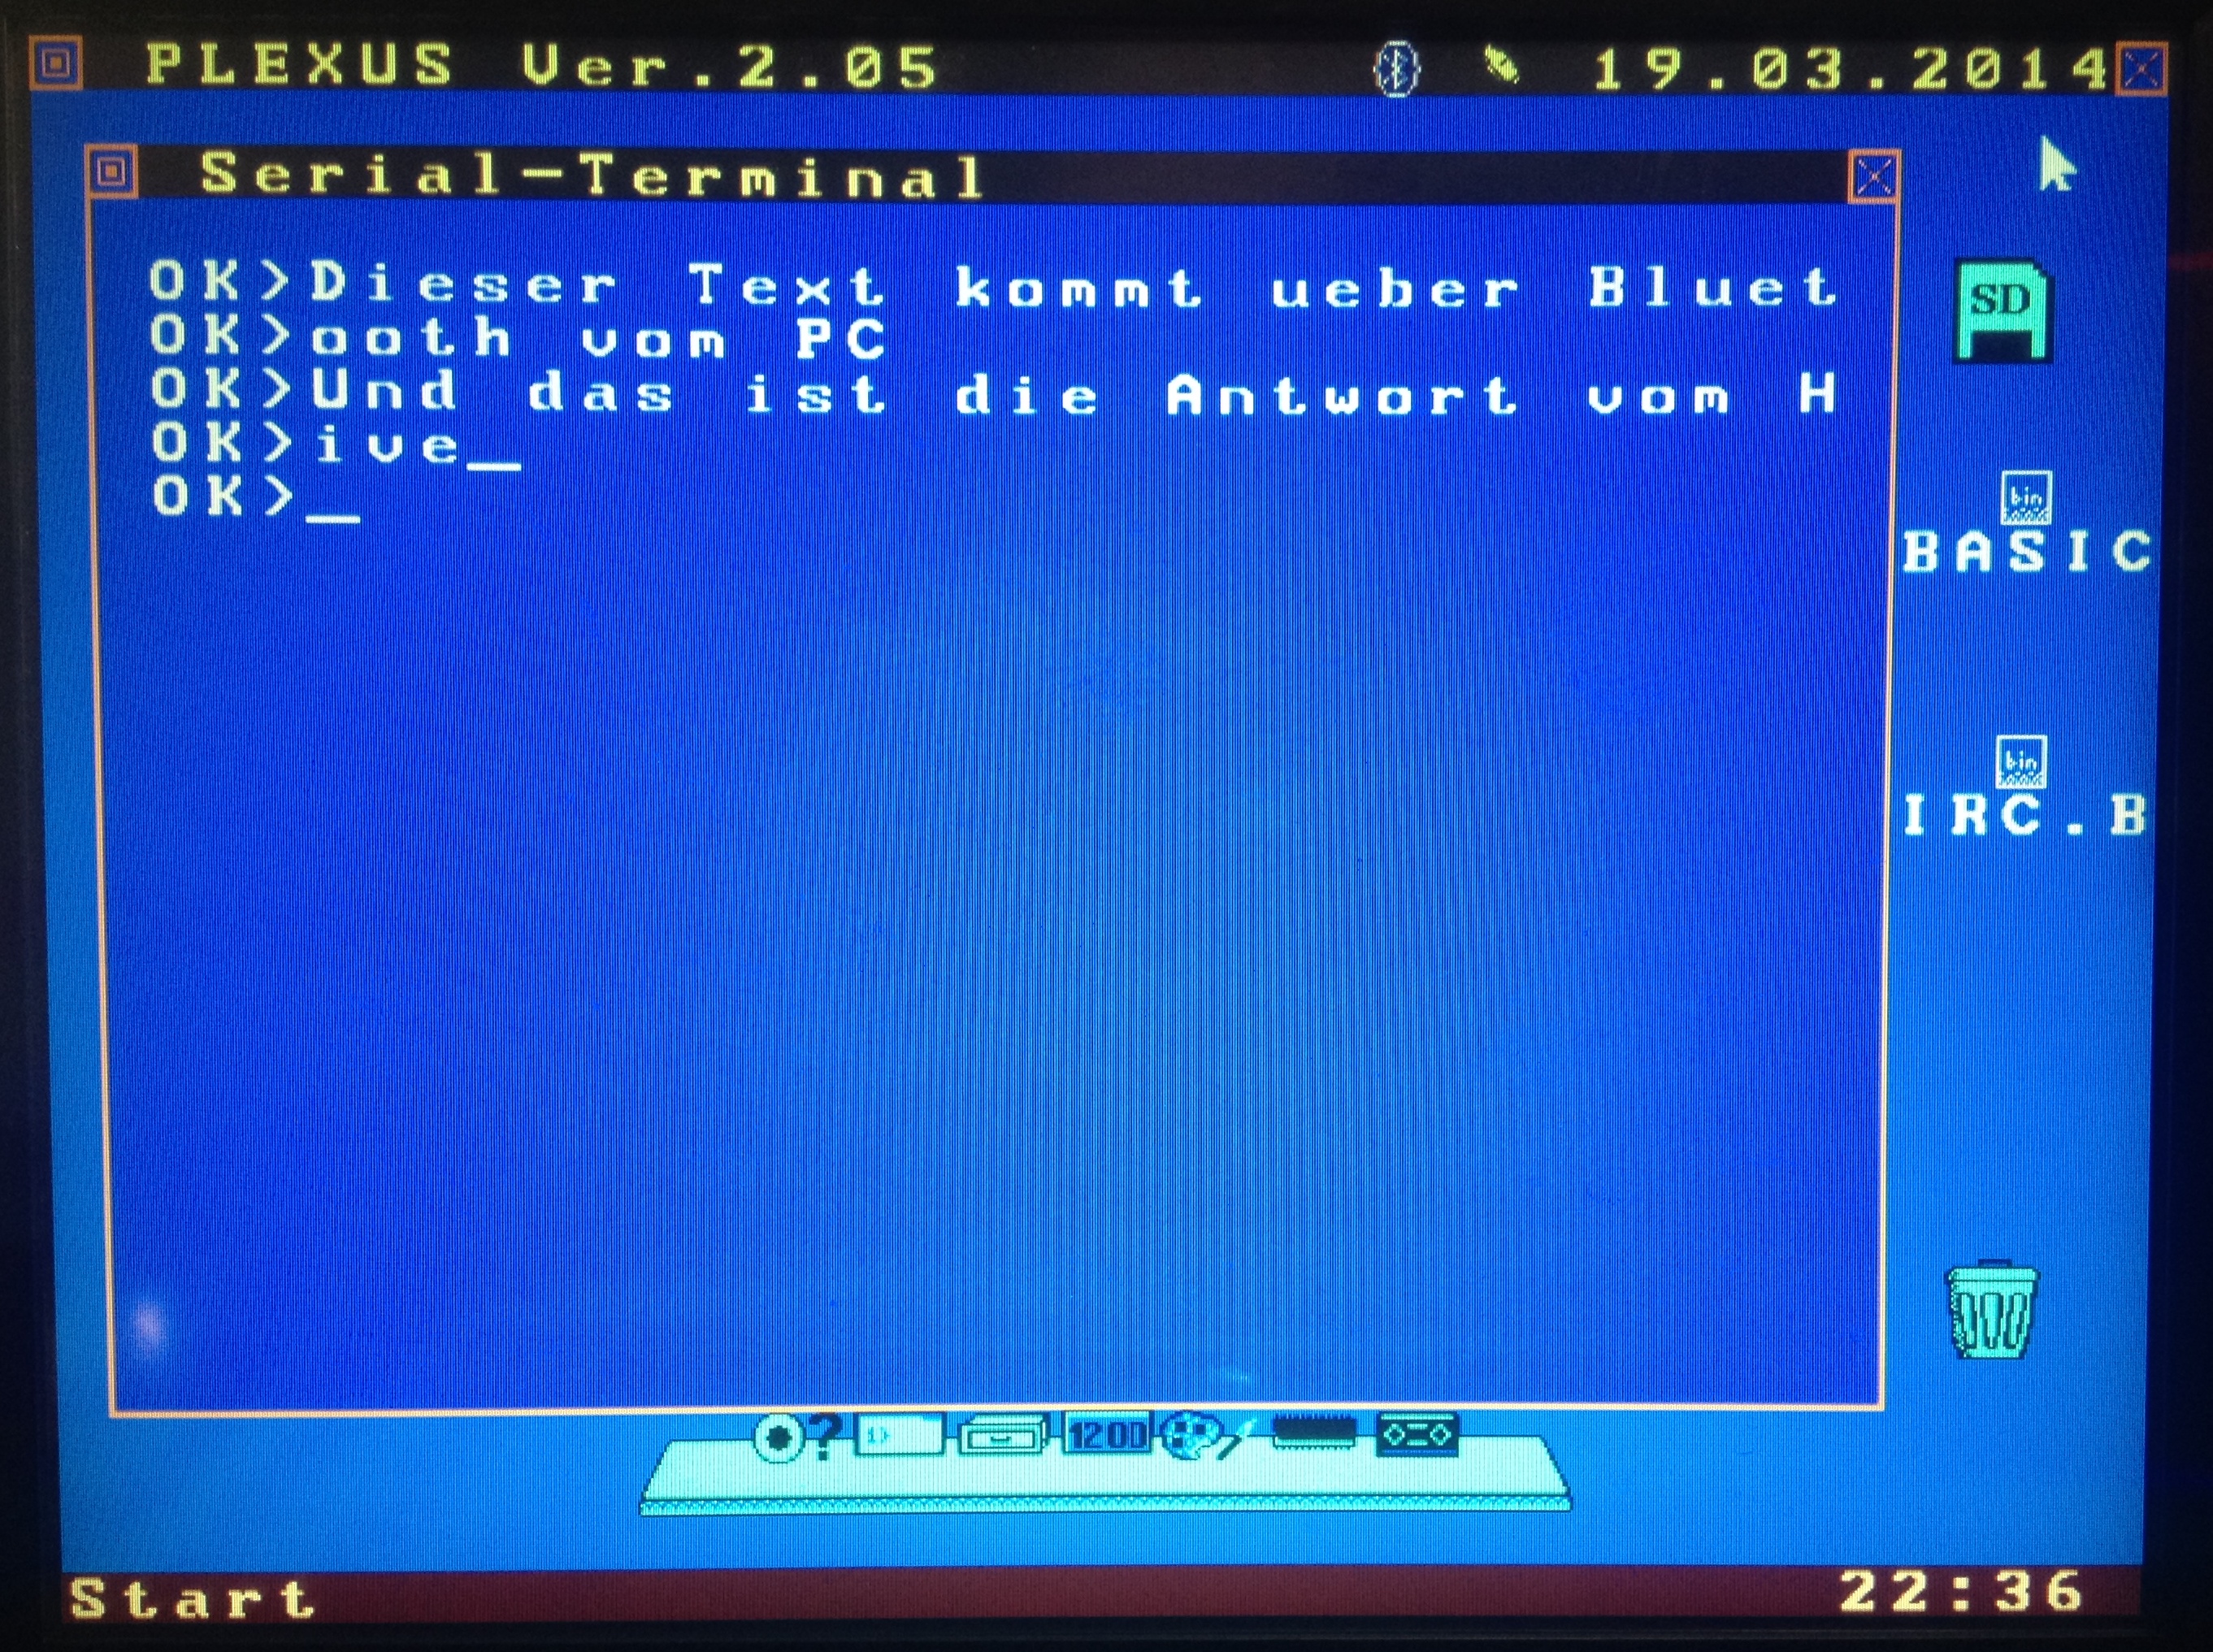 PLEXUS Ver.2.05 19.03.2014
Serial-Terminal
OK>Dieser Text kommt ueber Bluet
OK>ooth vom PC
OK>Und das ist die Antwort vom H
OK>ive_
OK>_
SD
bin
BASIC
bin
IRC.B
?
1200
Start 22:36